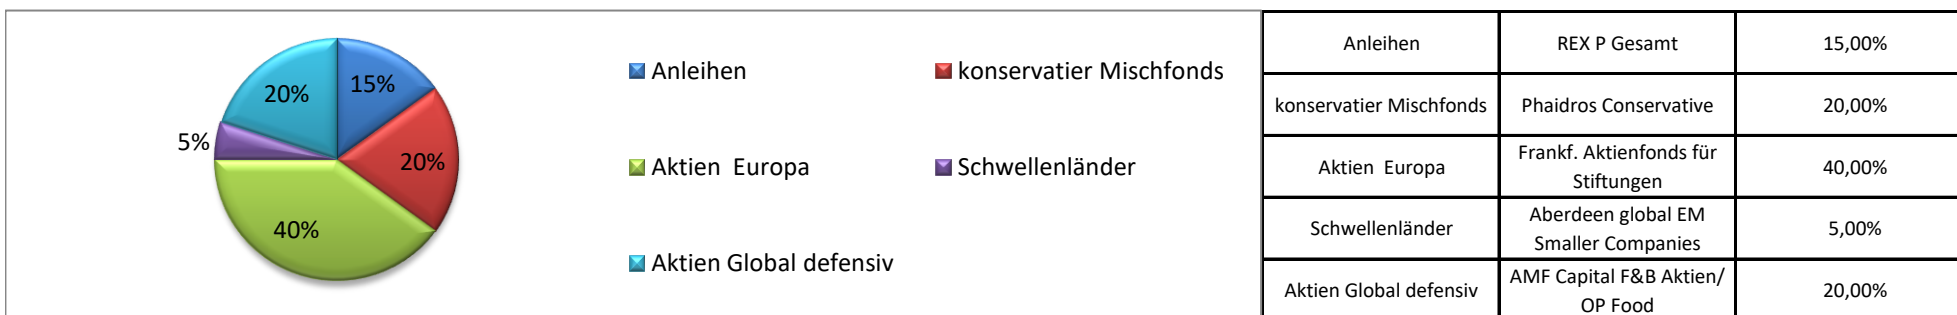 15%
20%
40%
5%
20%
Anleihen
konservatier Mischfonds
Aktien  Europa
Schwellenländer
Aktien Global defensiv
Anleihen REX P Gesamt 15,00%
konservatier Mischfonds Phaidros Conservative 20,00%
Aktien  Europa Frankf. Aktienfonds für
Stiftungen 40,00%
Schwellenländer Aberdeen global EM
Smaller Companies 5,00%
Aktien Global defensiv AMF Capital F&B Aktien/
OP Food 20,00%